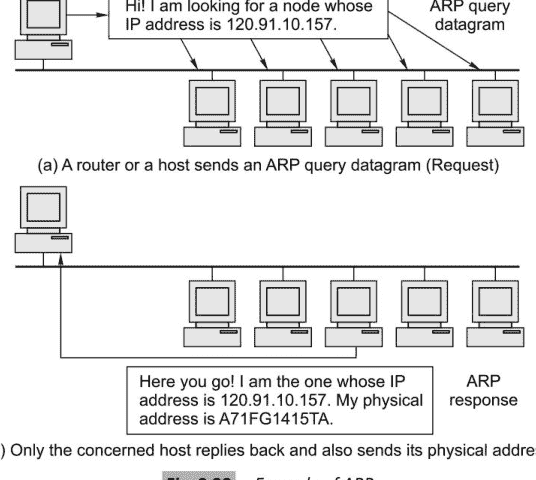 Hi! I am looking for a node whose
IP address is 120.91.10.157.
ARP query
datagram
(a) A router or a host sends an ARP query datagram (Request)
Here you go! I am the one whose IP
address is 120.91.10.157. My physical
address is A71FG1415TA.
ARP
response
) Only the concerned host replies back and also sends its physical addre